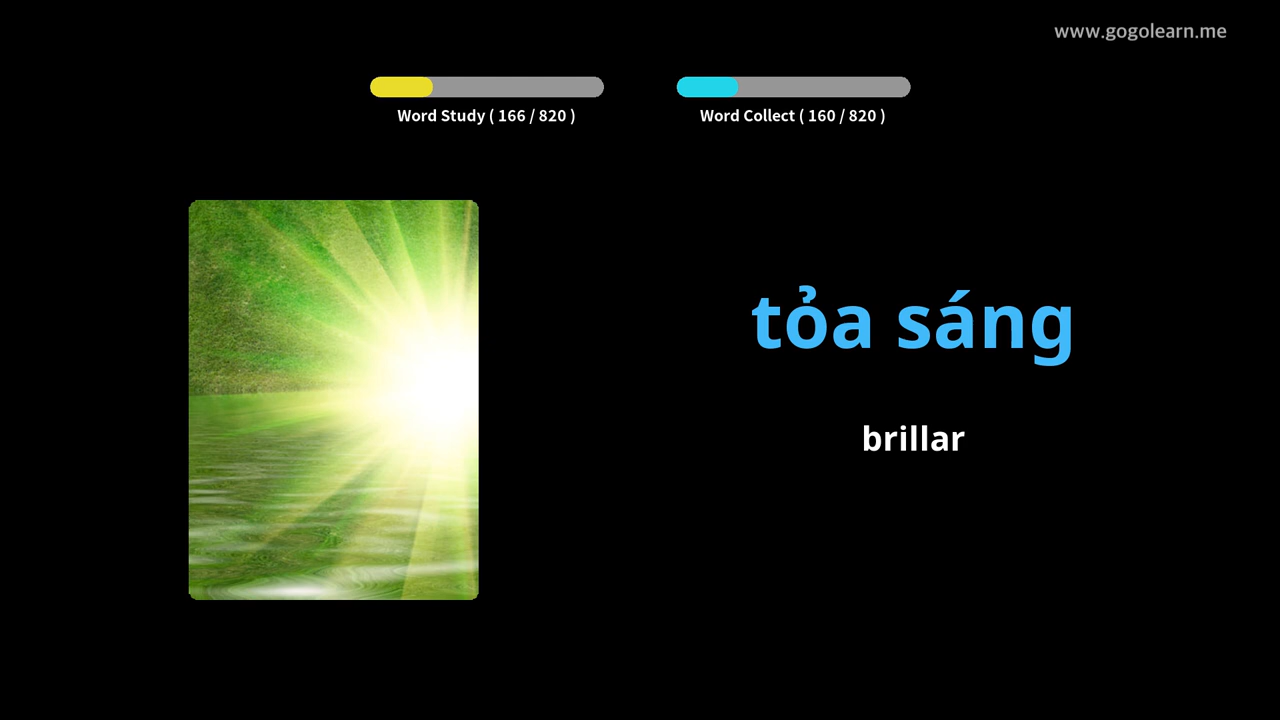 www.gogolearn.me
Word Study ( 166 / 820 )
Word Collect ( 160 / 820 )
tỏa sáng
brillar